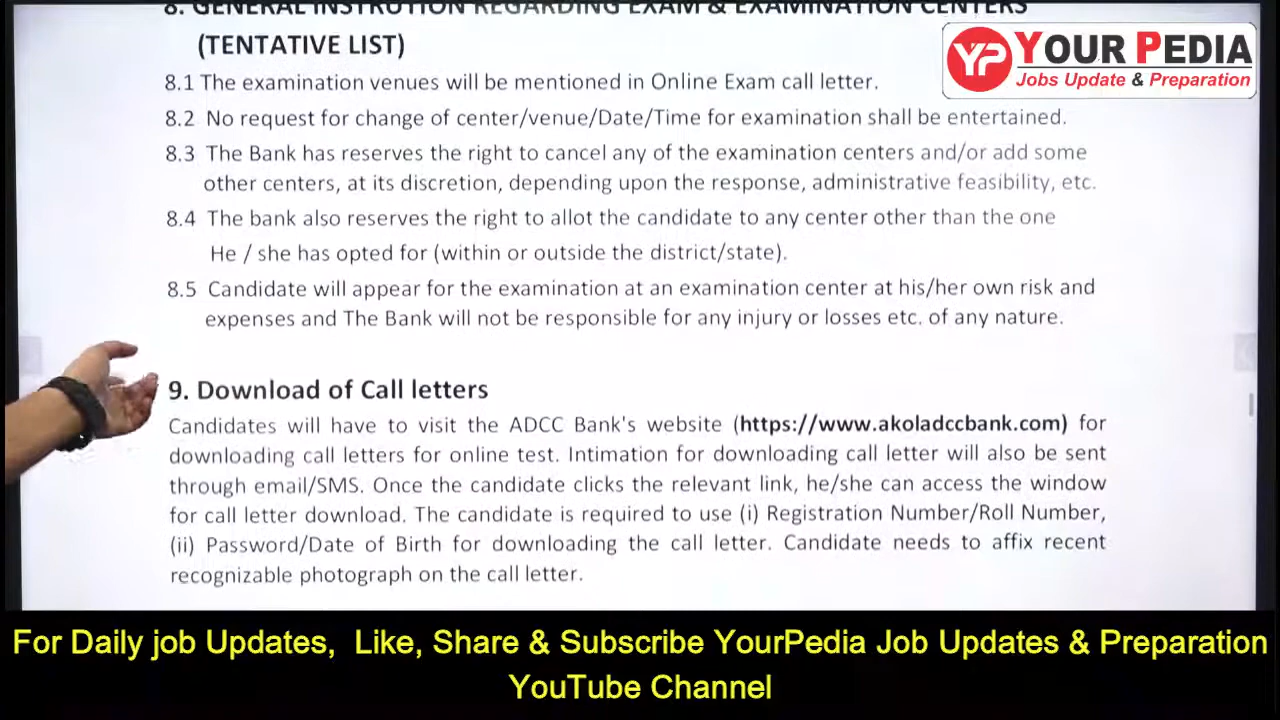 8. GENERAL INSTRUTION REGARDING EXAM & EXAMINATION CENTERS
(TENTATIVE LIST)
YP YOUR PEDIA
Jobs Update & Preparation
8.1 The examination venues will be mentioned in Online Exam call letter.
8.2 No request for change of center/venue/Date/Time for examination shall be entertained.
8.3 The Bank has reserves the right to cancel any of the examination centers and/or add some
other centers, at its discretion, depending upon the response, administrative feasibility, etc.
8.4 The bank also reserves the right to allot the candidate to any center other than the one
He / she has opted for (within or outside the district/state).
8.5 Candidate will appear for the examination at an examination center at his/her own risk and
expenses and The Bank will not be responsible for any injury or losses etc. of any nature.
9. Download of Call letters
Candidates will have to visit the ADCC Bank's website (https://www.akoladccbank.com) for
downloading call letters for online test. Intimation for downloading call letter will also be sent
through email/SMS. Once the candidate clicks the relevant link, he/she can access the window
for call letter download. The candidate is required to use (i) Registration Number/Roll Number,
(ii) Password/Date of Birth for downloading the call letter. Candidate needs to affix recent
recognizable photograph on the call letter.
For Daily job Updates, Like, Share & Subscribe YourPedia Job Updates & Preparation
YouTube Channel